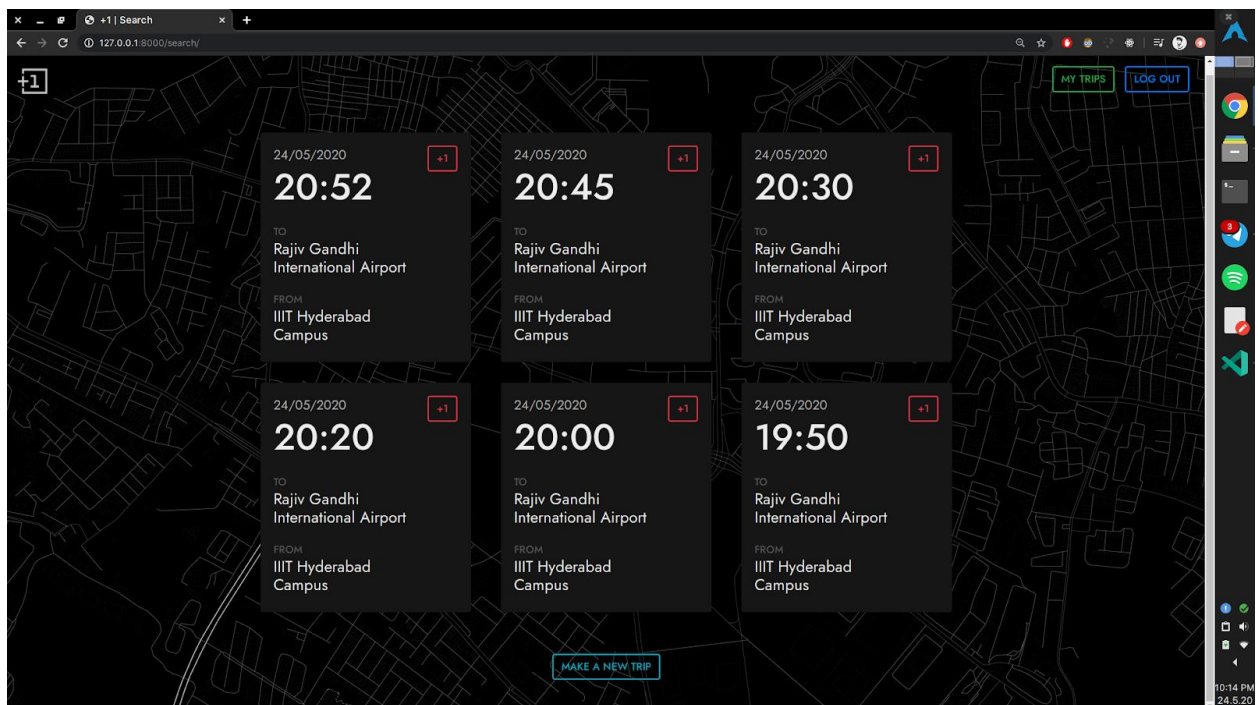 +1 | Search
127.0.0.1:8000/search/
+1
MY TRIPS
LOG OUT
24/05/2020
+1
20:52
TO
Rajiv Gandhi
International Airport
FROM
IIIT Hyderabad
Campus
24/05/2020
+1
20:45
TO
Rajiv Gandhi
International Airport
FROM
IIIT Hyderabad
Campus
24/05/2020
+1
20:30
TO
Rajiv Gandhi
International Airport
FROM
IIIT Hyderabad
Campus
24/05/2020
+1
20:20
TO
Rajiv Gandhi
International Airport
FROM
IIIT Hyderabad
Campus
24/05/2020
+1
20:00
TO
Rajiv Gandhi
International Airport
FROM
IIIT Hyderabad
Campus
24/05/2020
+1
19:50
TO
Rajiv Gandhi
International Airport
FROM
IIIT Hyderabad
Campus
MAKE A NEW TRIP
3
10:14 PM
24.5.20